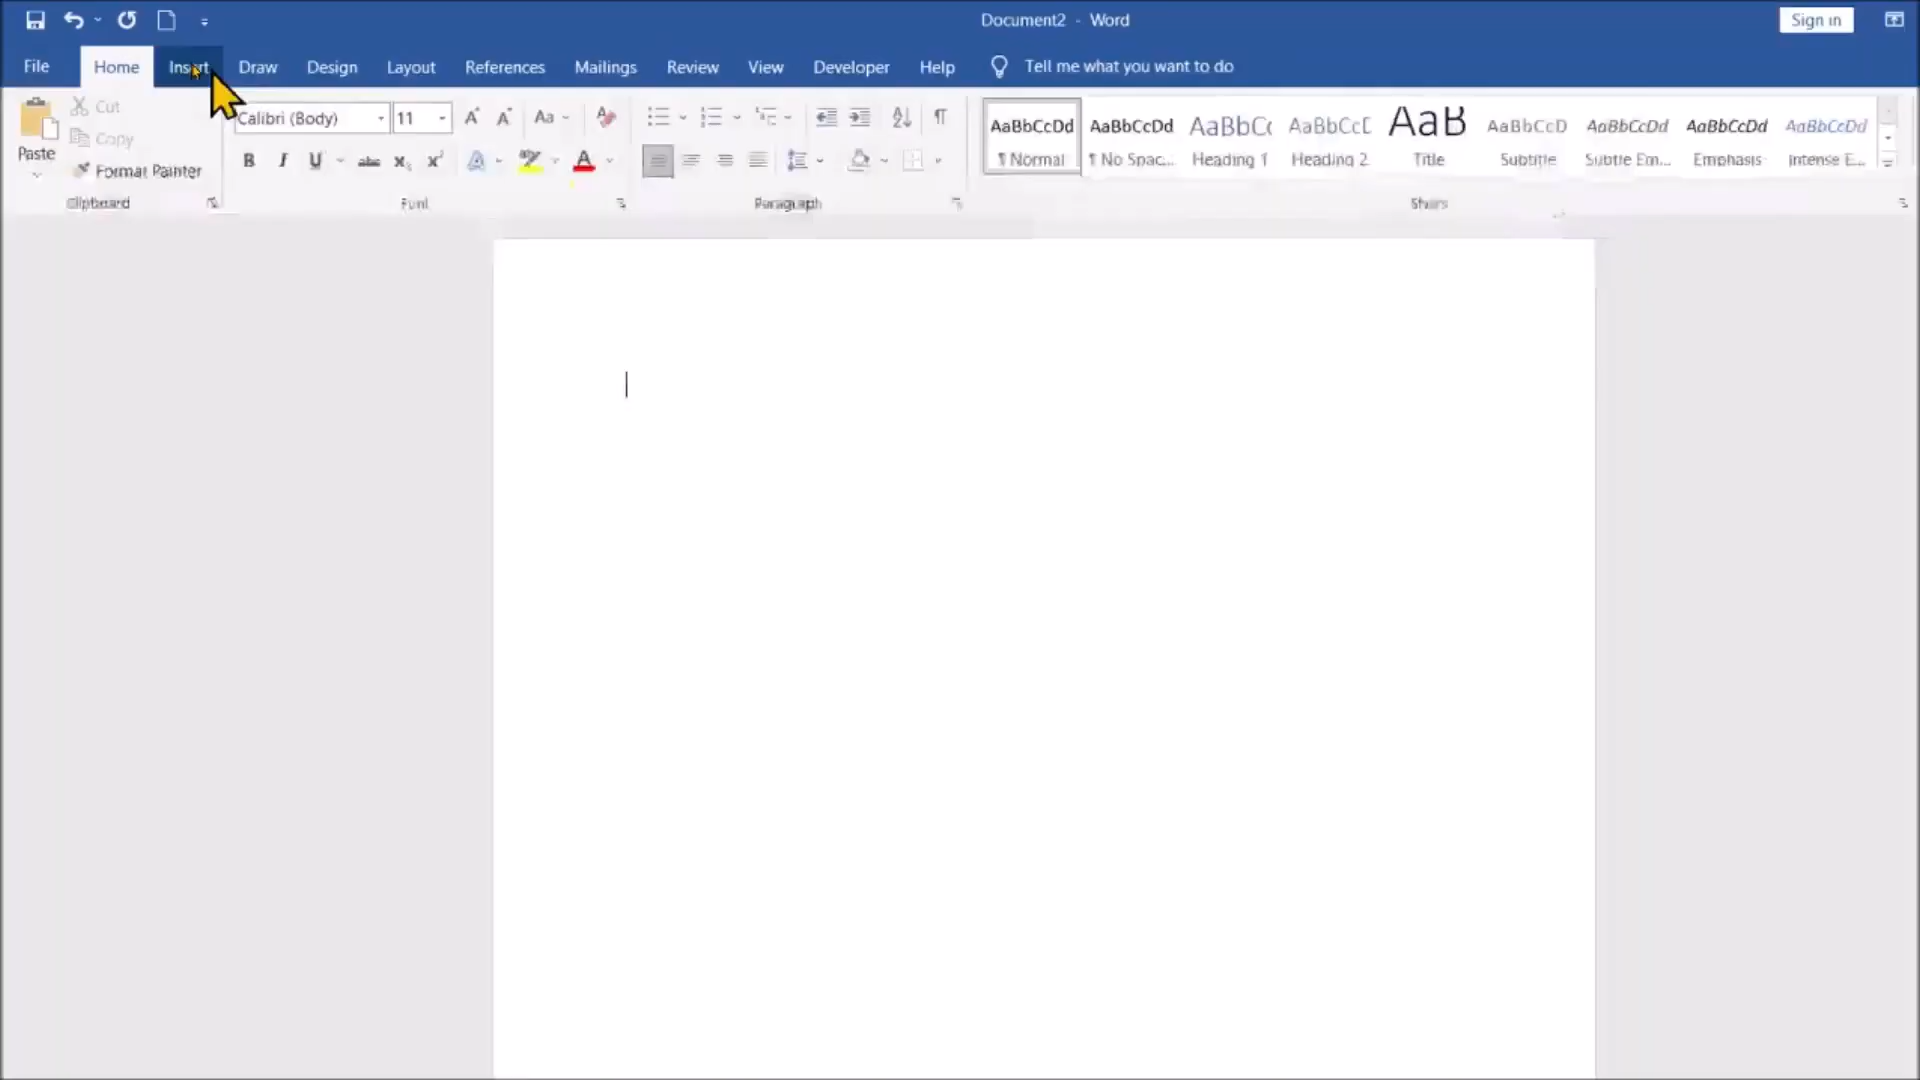 Document2 - Word
Sign in
File Home Insert Draw Design Layout References Mailings Review View Developer Help Tell me what you want to do
Paste
Cut
Copy
Format Painter
Clipboard
Calibri (Body) 11
Font
Paragraph
AaBbCcDd AaBbCcDd AaBbCc AaBbCcD AaB AaBbCcD AaBbCcDd AaBbCcDd AaBbCcDd
¶ Normal ¶ No Spac... Heading 1 Heading 2 Title Subtitle Subtle Em... Emphasis Intense E...
Styles